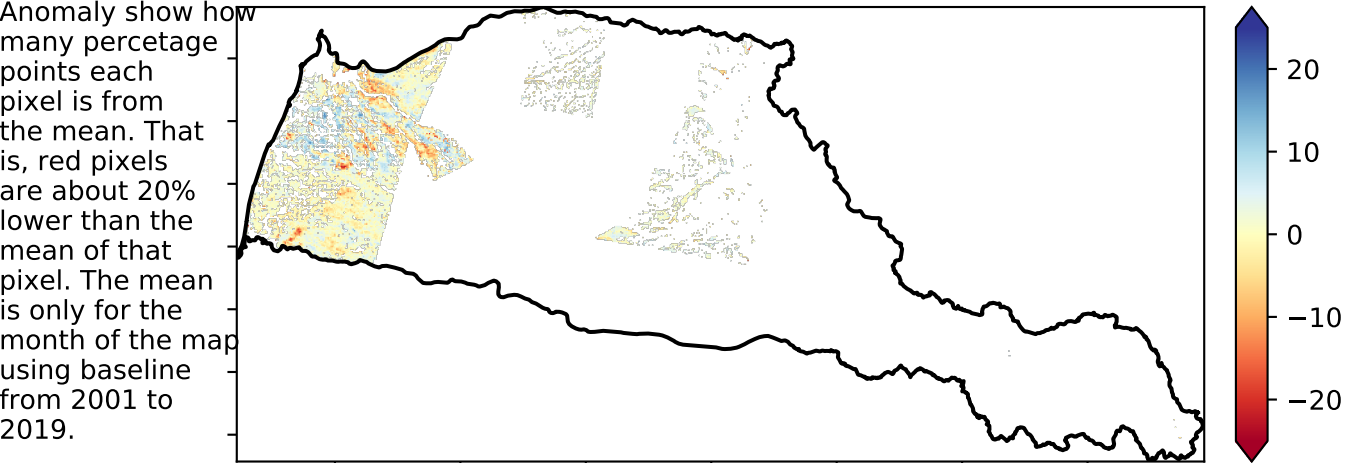 Anomaly show how
many percetage
points each
pixel is from
the mean. That
is, red pixels
are about 20%
lower than the
mean of that
pixel. The mean
is only for the
month of the map
using baseline
from 2001 to
2019.
20
10
0
−10
−20